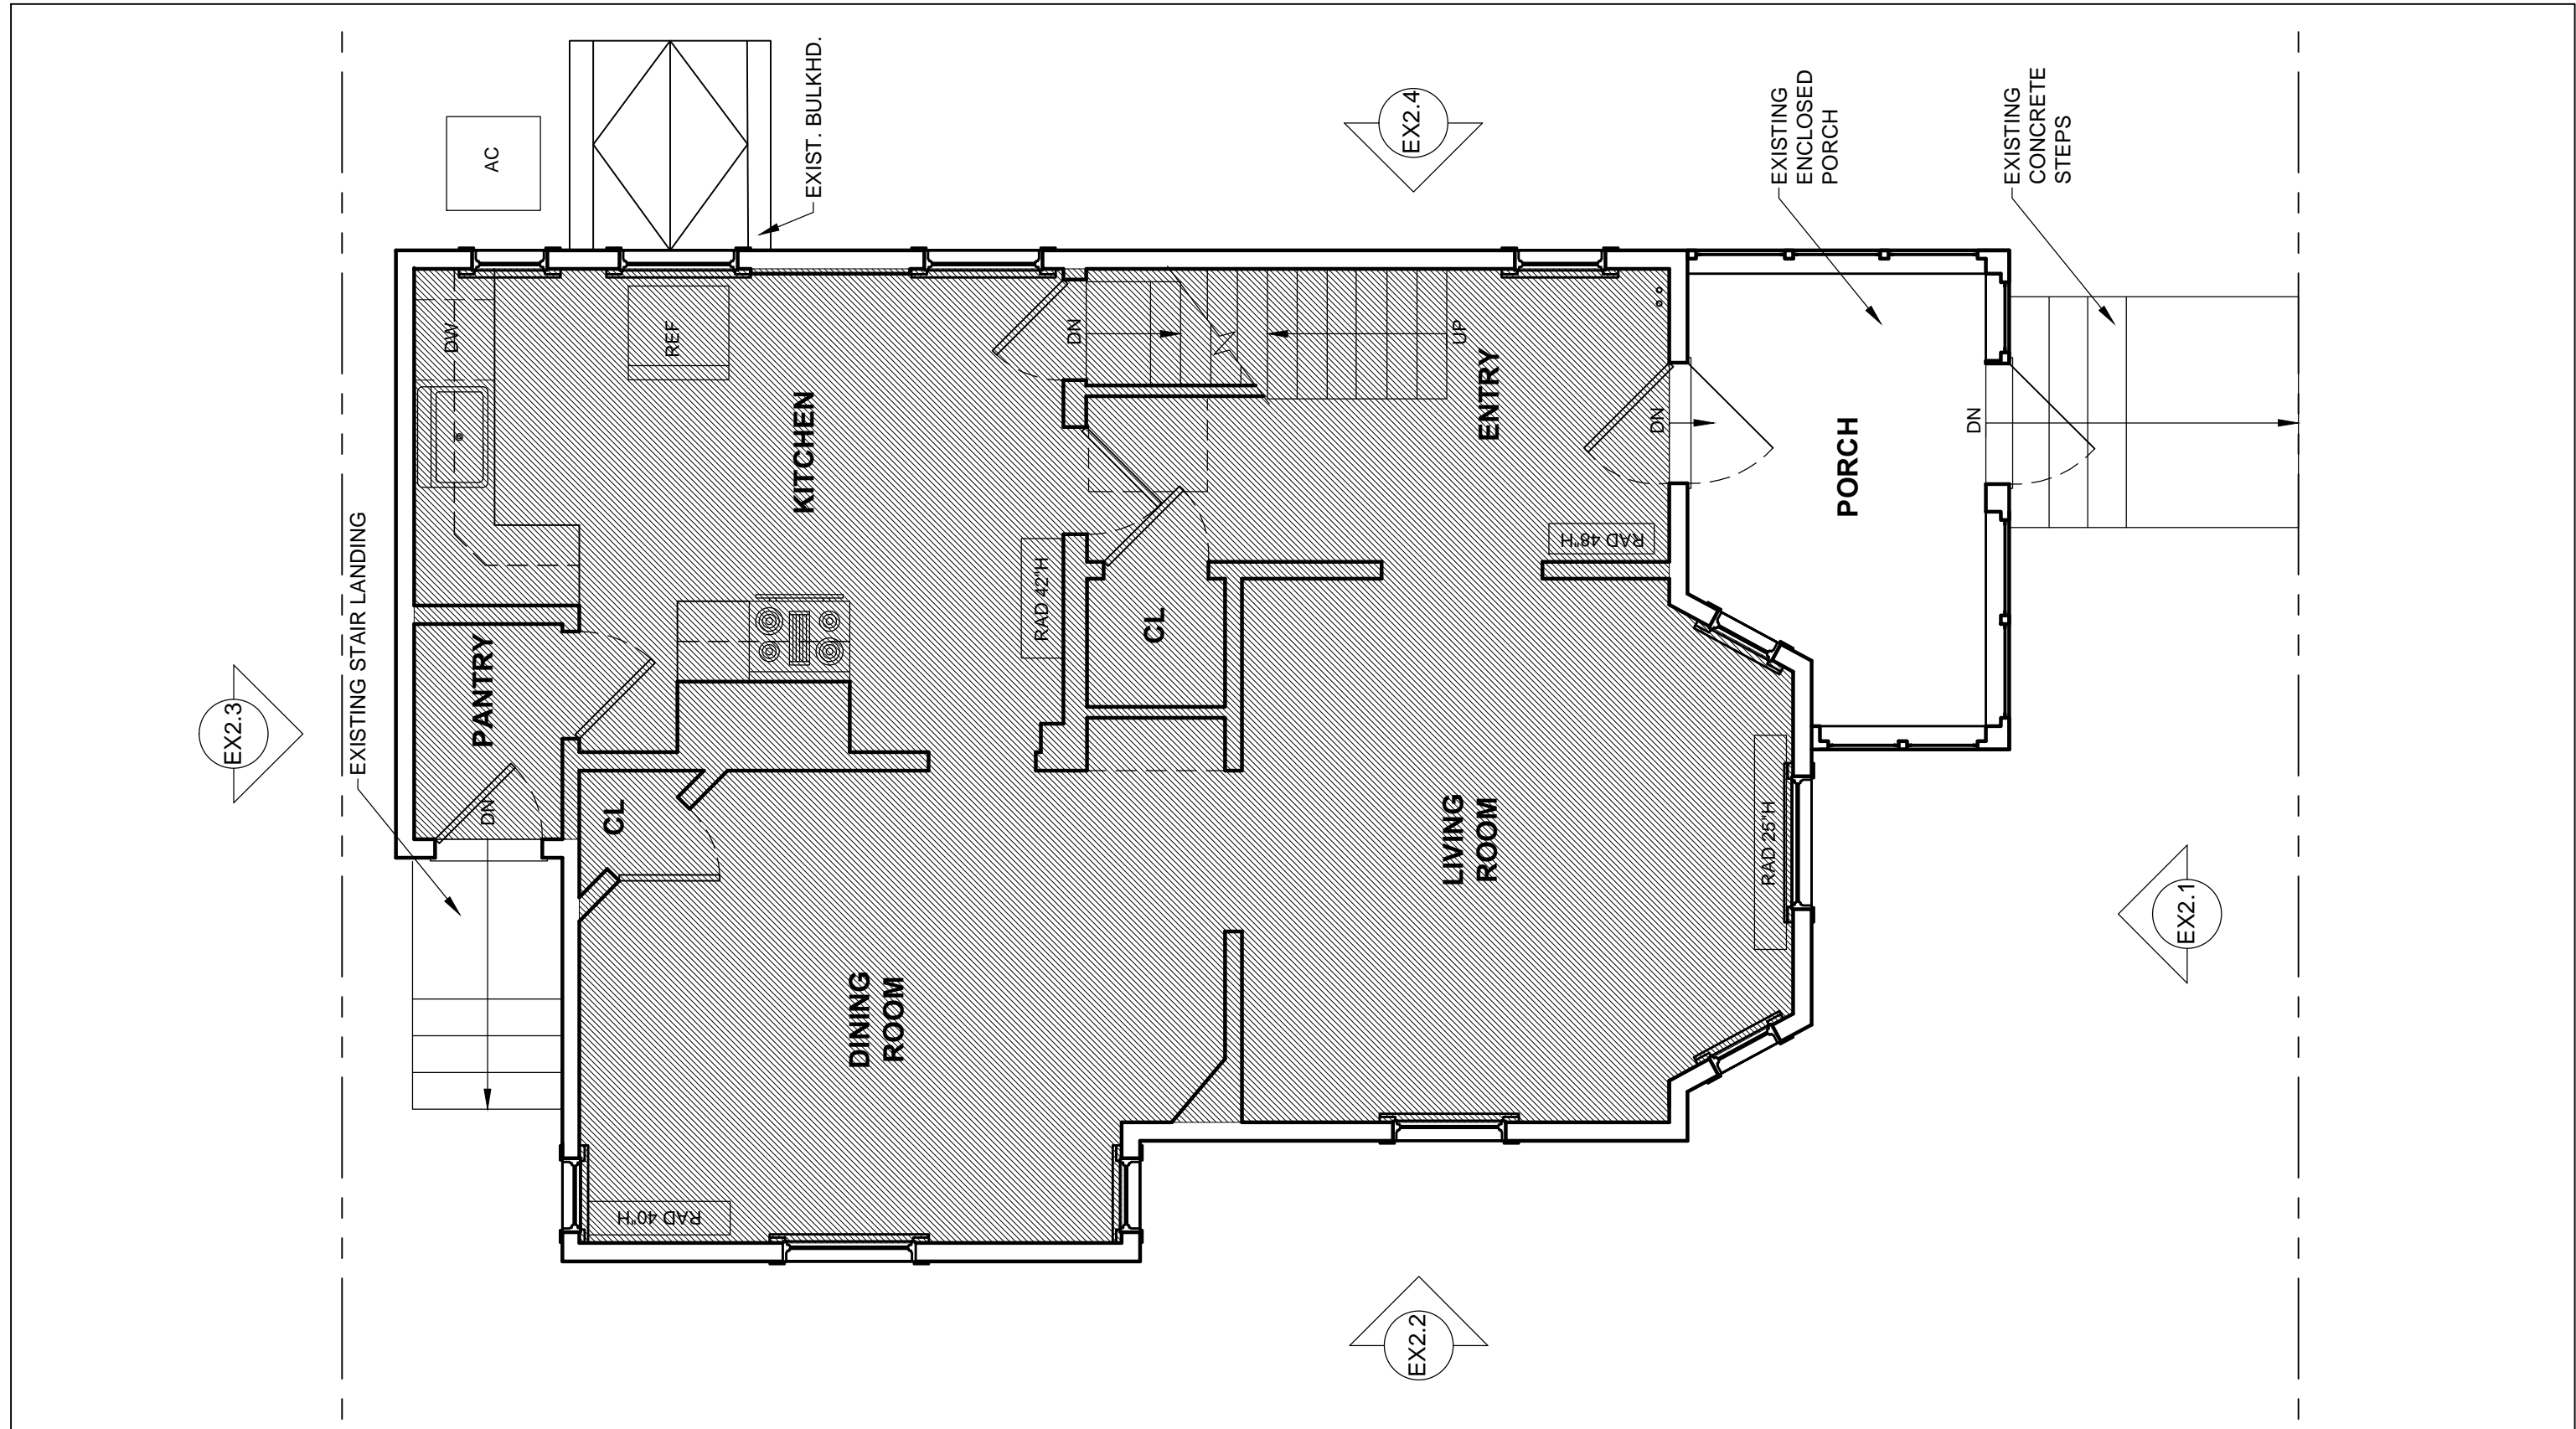 EX2.3
EXISTING STAIR LANDING
AC
EXIST. BULKHD.
EX2.4
EXISTING
ENCLOSED
PORCH
EXISTING
CONCRETE
STEPS
DW
REF
KITCHEN
DN
UP
ENTRY
DN
PORCH
DN
PANTRY
DN
CL
RAD 42"H
CL
RAD 48"H
DINING
ROOM
LIVING
ROOM
RAD 25"H
RAD 40"H
EX2.1
EX2.2